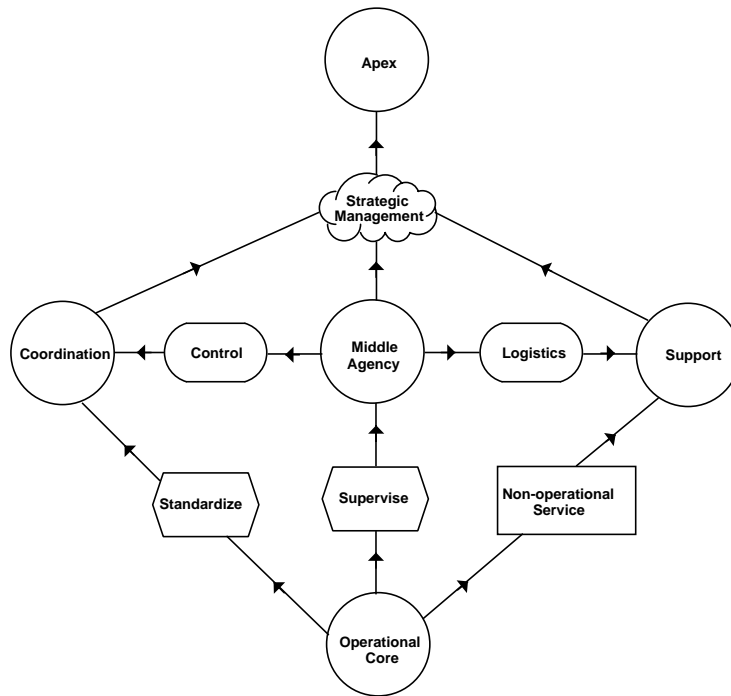 Apex
Strategic
Management
Coordination
Control
Middle
Agency
Logistics
Support
Standardize
Supervise
Non-operational
Service
Operational
Core